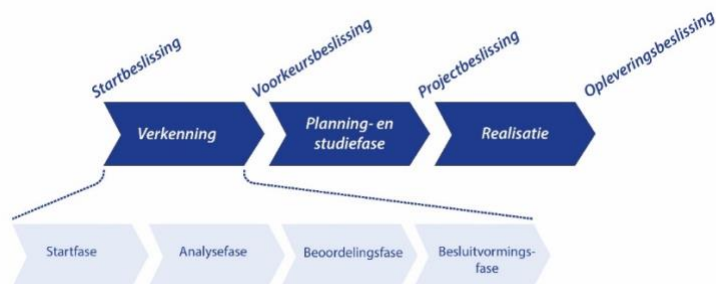 Startbeslissing
Voorkeursbeslissing
Projectbeslissing
Opleveringsbeslissing
Verkenning
Planning- en
studiefase
Realisatie
Startfase
Analysefase
Beoordelingsfase
Besluitvormings-
fase